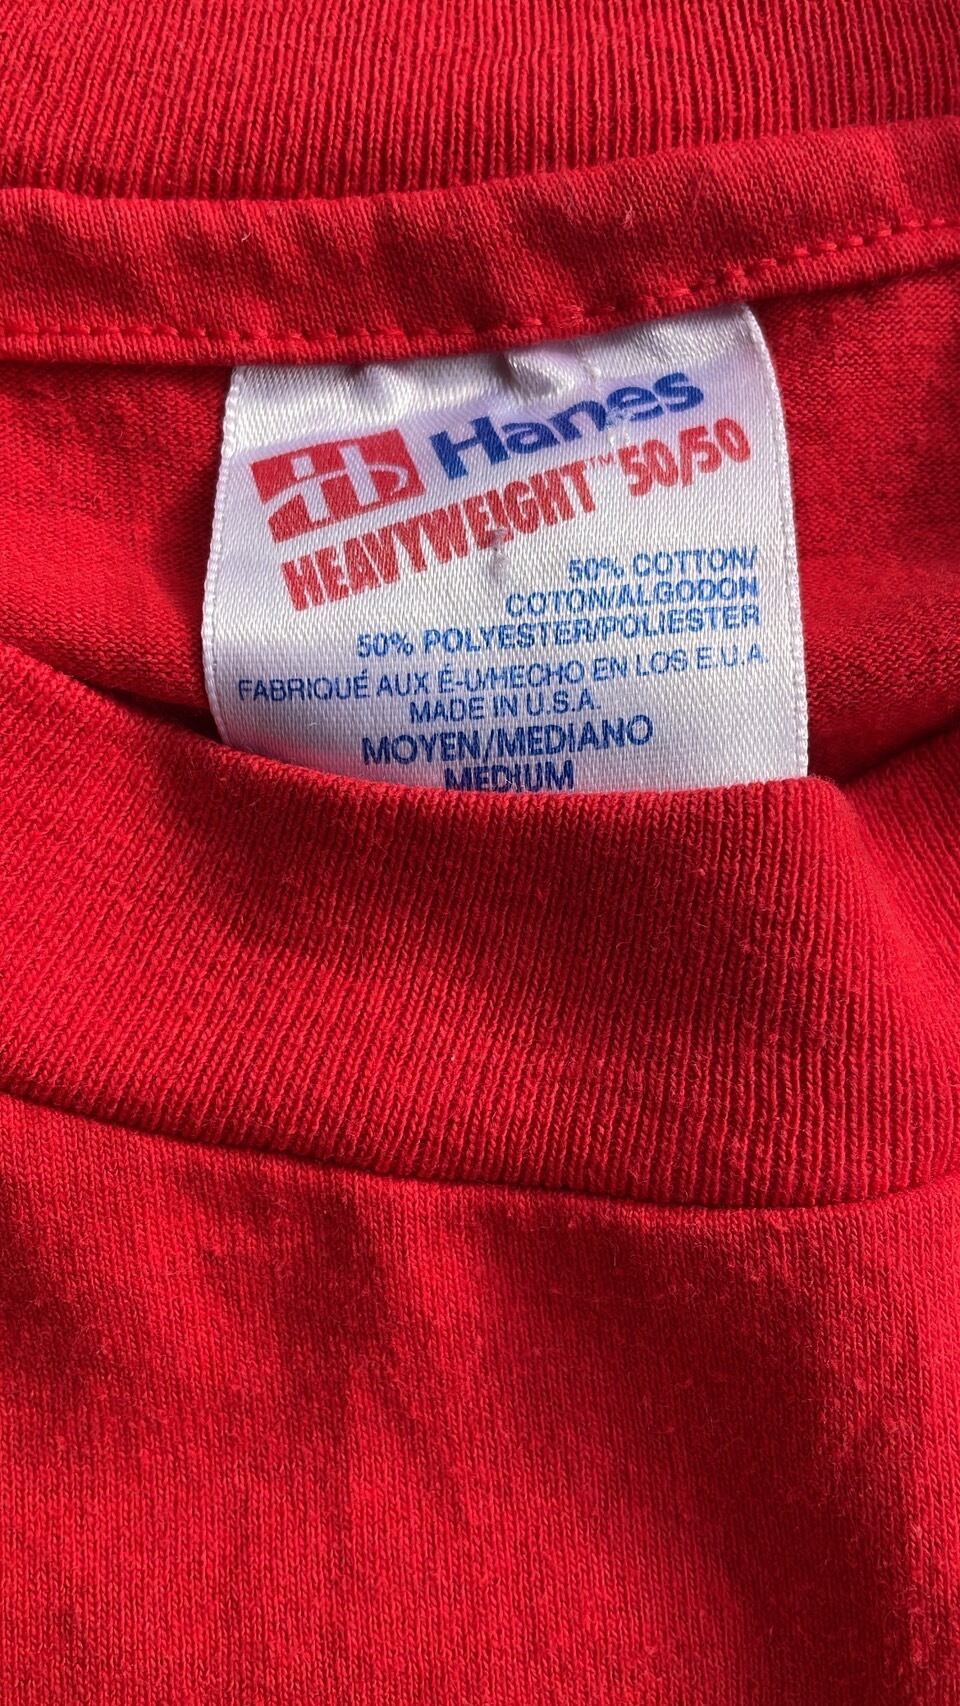 Hanes
HEAVYWEIGHT™ 50/50
50% COTTON/
COTON/ALGODON
50% POLYESTER/POLIESTER
FABRIQUÉ AUX É-U/HECHO EN LOS E.U.A.
MADE IN U.S.A.
MOYEN/MEDIANO
MEDIUM